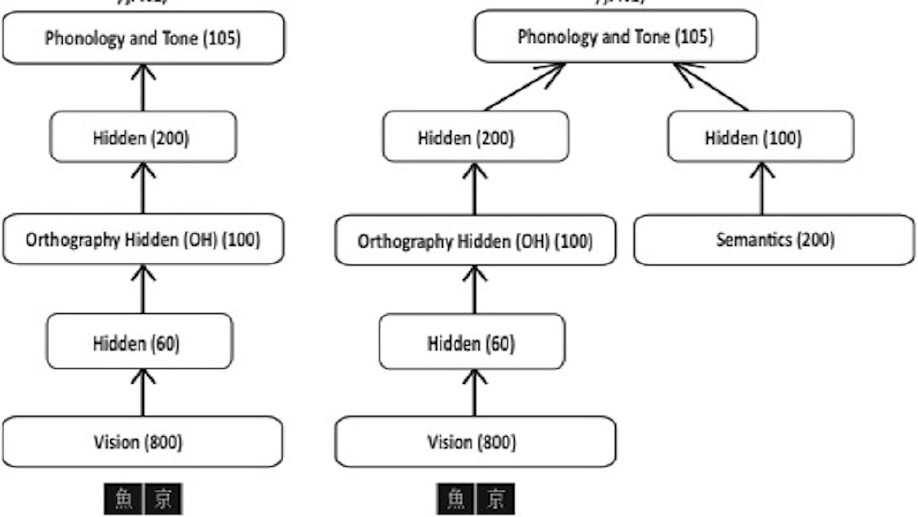 Phonology and Tone (105)
Hidden (200)
Orthography Hidden (OH) (100)
Hidden (60)
Vision (800)
魚 京
Phonology and Tone (105)
Hidden (200)
Hidden (100)
Orthography Hidden (OH) (100)
Semantics (200)
Hidden (60)
Vision (800)
魚 京